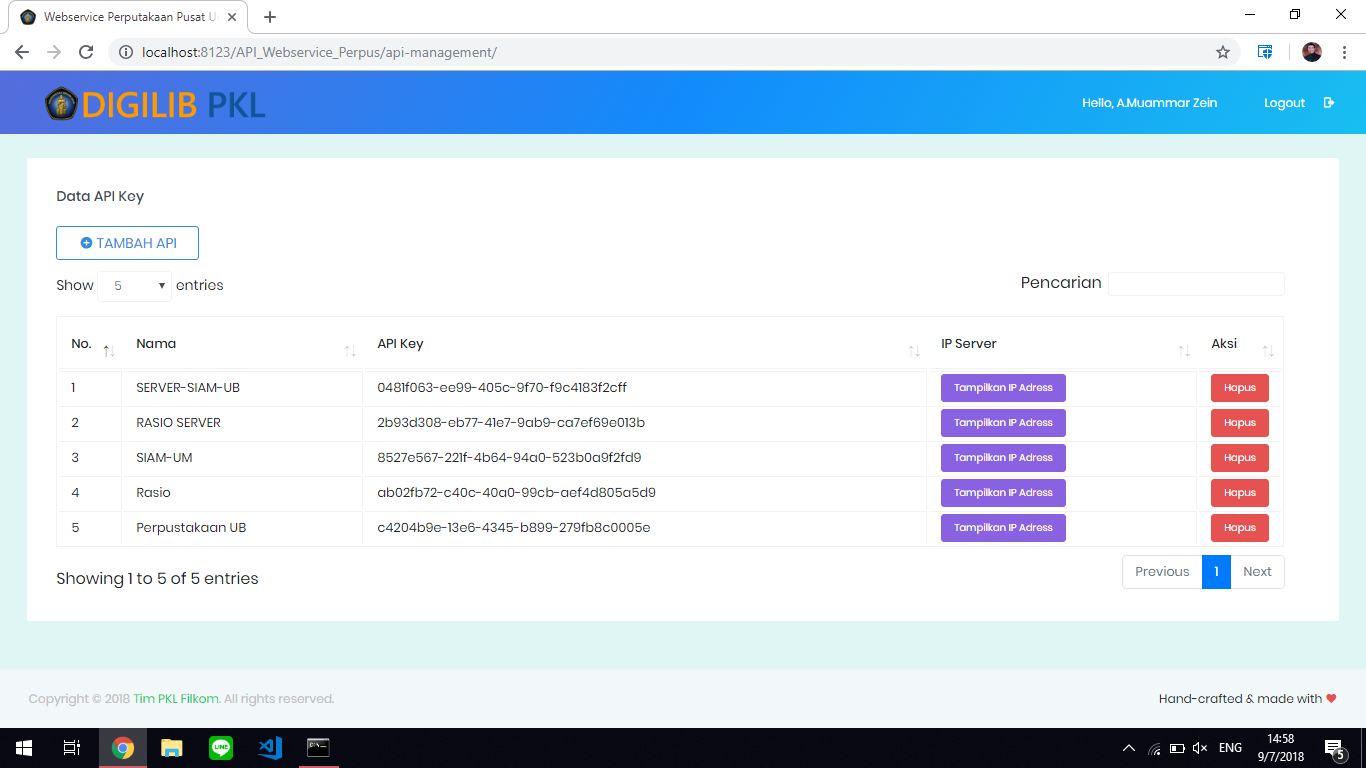 Webservice Perputakaan Pusat U
localhost:8123/API_Webservice_Perpus/api-management/
DIGILIB PKL
Hello, A.Muammar Zein
Logout
Data API Key
TAMBAH API
Show 5 entries
Pencarian
No. Nama API Key IP Server Aksi
1 SERVER-SIAM-UB 0481f063-ee99-405c-9f70-f9c4183f2cff Tampilkan IP Adress Hapus
2 RASIO SERVER 2b93d308-eb77-41e7-9ab9-ca7ef69e013b Tampilkan IP Adress Hapus
3 SIAM-UM 8527e567-221f-4b64-94a0-523b0a9f2fd9 Tampilkan IP Adress Hapus
4 Rasio ab02fb72-c40c-40a0-99cb-aef4d805a5d9 Tampilkan IP Adress Hapus
5 Perpustakaan UB c4204b9e-13e6-4345-b899-279fb8c0005e Tampilkan IP Adress Hapus
Showing 1 to 5 of 5 entries
Previous 1 Next
Copyright © 2018 Tim PKL Filkom. All rights reserved.
Hand-crafted & made with
LINE
C:\.
ENG
14:58
9/7/2018
5